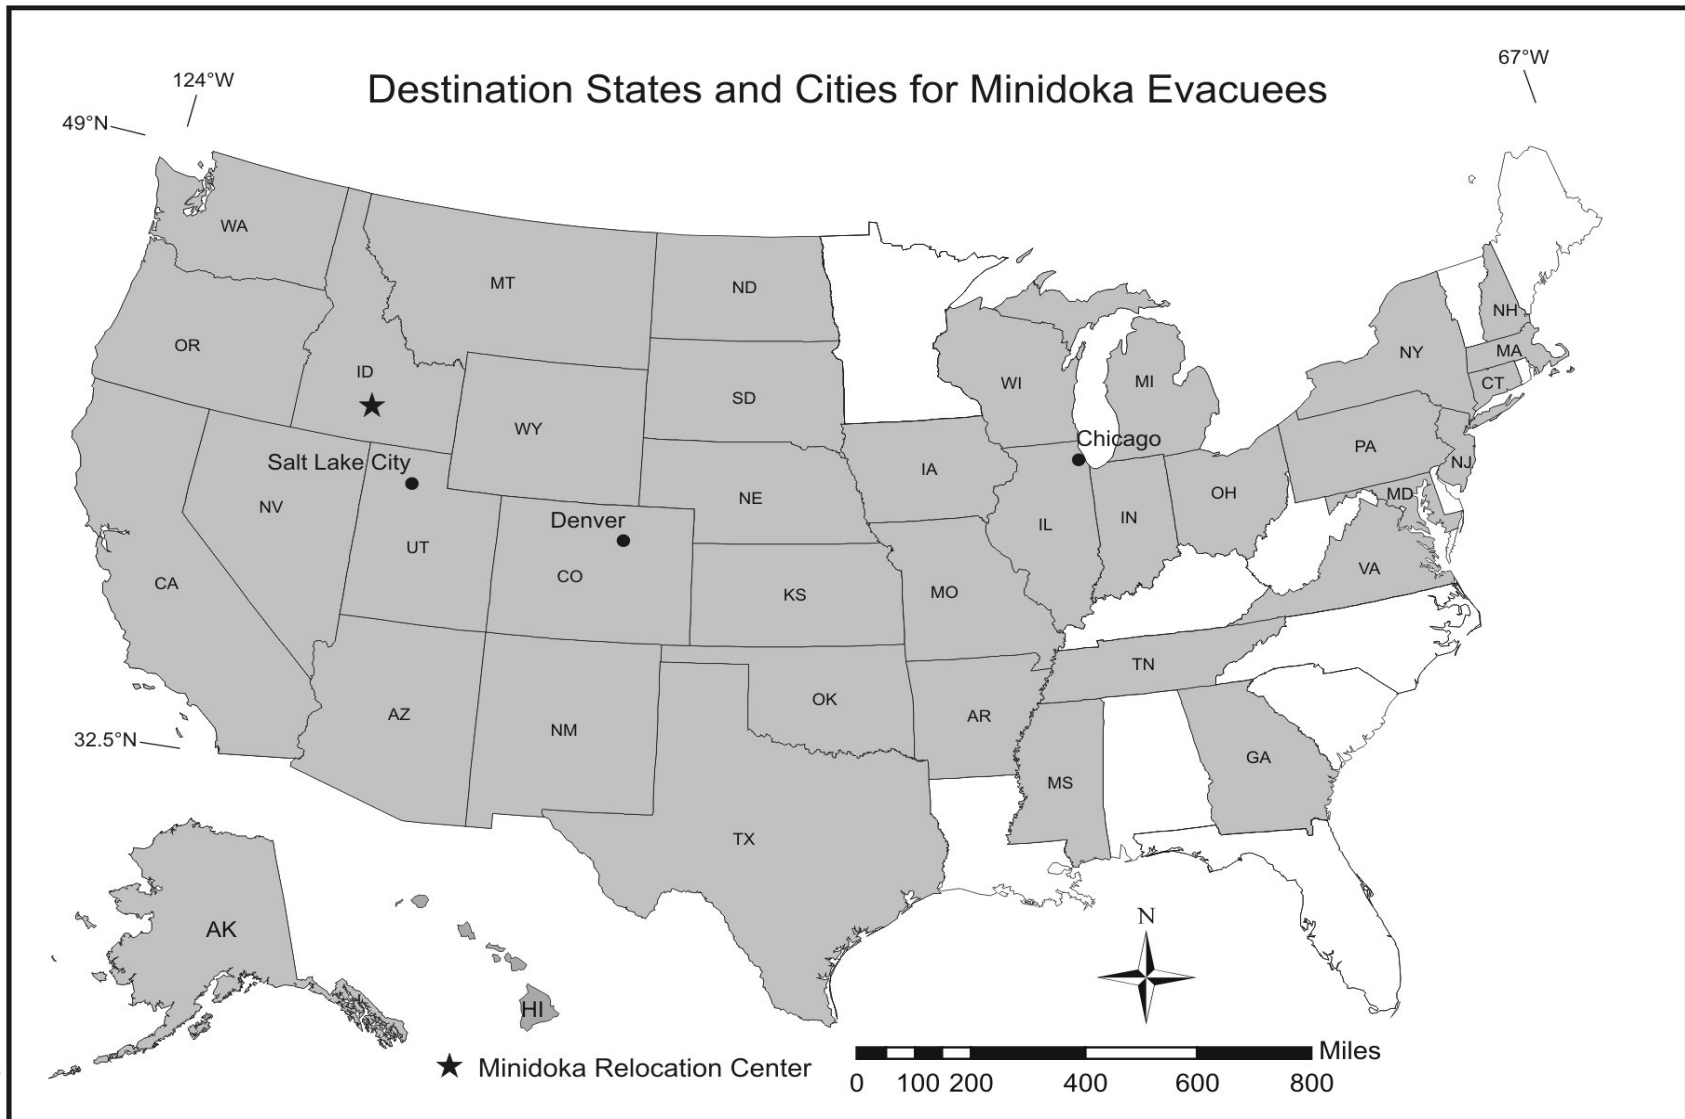 67°W
124°W
Destination States and Cities for Minidoka Evacuees
49°N
WA
MT
ND
NH
OR
NY
MA
ID
WI
MI
CT
SD
WY
Chicago
PA
Salt Lake City
IA
NJ
NE
OH
MD
NV
Denver
IL
IN
UT
CO
VA
CA
KS
MO
TN
AZ
OK
NM
AR
32.5°N
GA
MS
TX
AK
N
HI
Minidoka Relocation Center
Miles
0 100 200 400 600 800